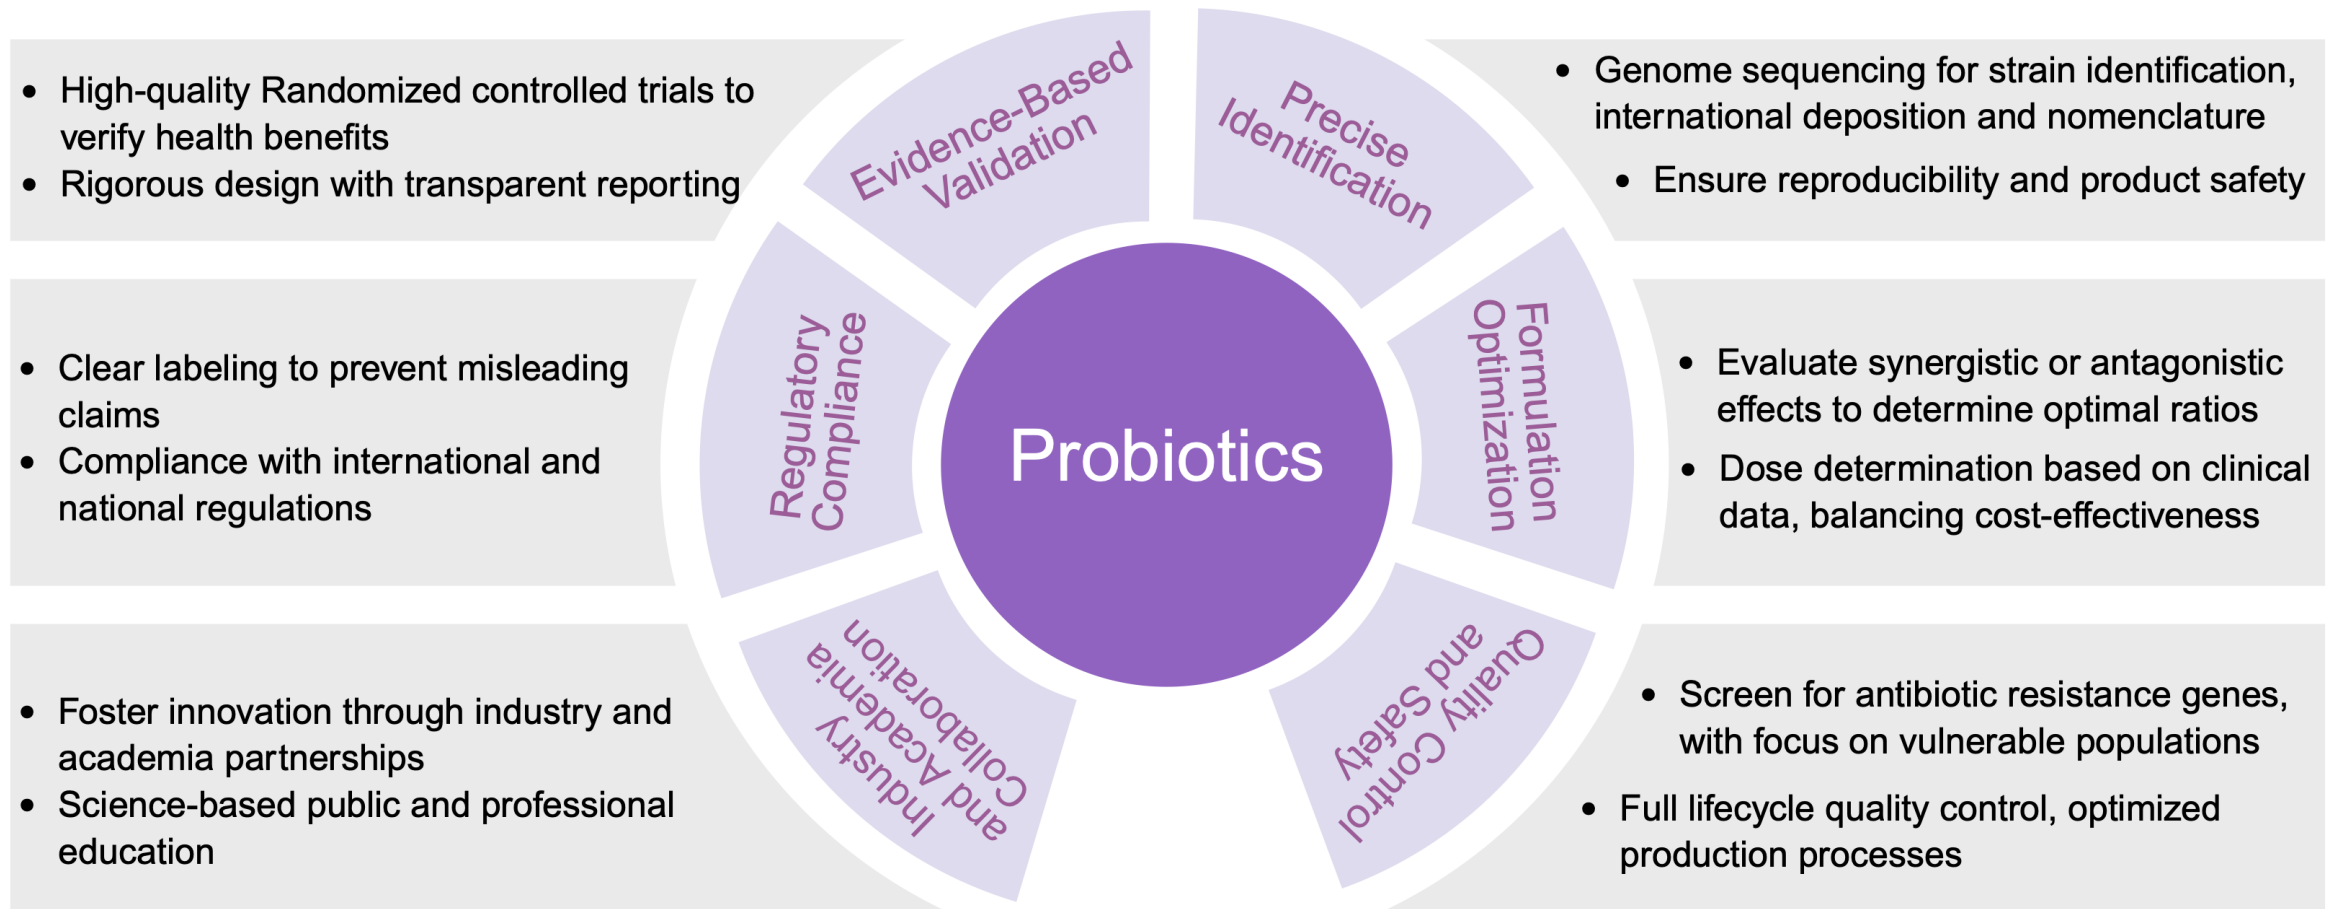 • High-quality Randomized controlled trials to
verify health benefits
• Rigorous design with transparent reporting
Evidence-Based
Validation
Precise
Identification
• Genome sequencing for strain identification,
international deposition and nomenclature
• Ensure reproducibility and product safety
• Clear labeling to prevent misleading
claims
• Compliance with international and
national regulations
Regulatory
Compliance
Probiotics
Formulation
Optimization
• Evaluate synergistic or antagonistic
effects to determine optimal ratios
• Dose determination based on clinical
data, balancing cost-effectiveness
• Foster innovation through industry and
academia partnerships
• Science-based public and professional
education
Industry
and Academia
Collaboration
Quality Control
and Safety
• Screen for antibiotic resistance genes,
with focus on vulnerable populations
• Full lifecycle quality control, optimized
production processes